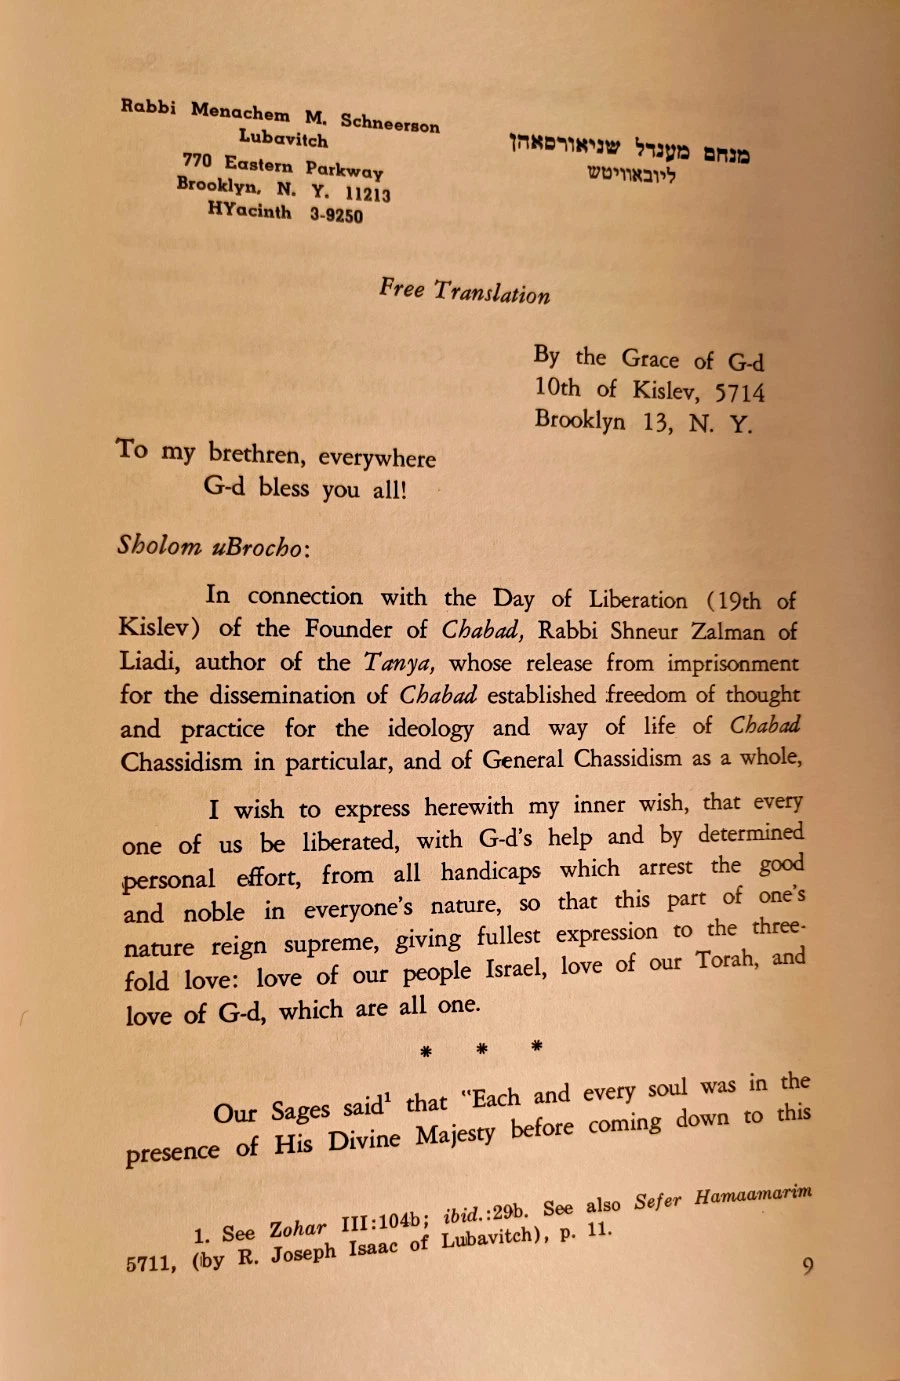 Rabbi Menachem M. Schneerson
Lubavitch
770 Eastern Parkway
Brooklyn, N. Y. 11213
HYacinth 3-9250
מנחם מענדל שניאורסאהן
ליובאוויטש
Free Translation
By the Grace of G-d
10th of Kislev, 5714
Brooklyn 13, N. Y.
To my brethren, everywhere
G-d bless you all!
Sholom uBrocho:
In connection with the Day of Liberation (19th of
Kislev) of the Founder of Chabad, Rabbi Shneur Zalman of
Liadi, author of the Tanya, whose release from imprisonment
for the dissemination of Chabad established freedom of thought
and practice for the ideology and way of life of Chabad
Chassidism in particular, and of General Chassidism as a whole,
I wish to express herewith my inner wish, that every
one of us be liberated, with G-d's help and by determined
personal effort, from all handicaps which arrest the good
and noble in everyone's nature, so that this part of one's
nature reign supreme, giving fullest expression to the three-
fold love: love of our people Israel, love of our Torah, and
love of G-d, which are all one.
* * *
Our Sages said¹ that "Each and every soul was in the
presence of His Divine Majesty before coming down to this
1. See Zohar III:104b; ibid.:29b. See also Sefer Hamaamarim
5711, (by R. Joseph Isaac of Lubavitch), p. 11.
9